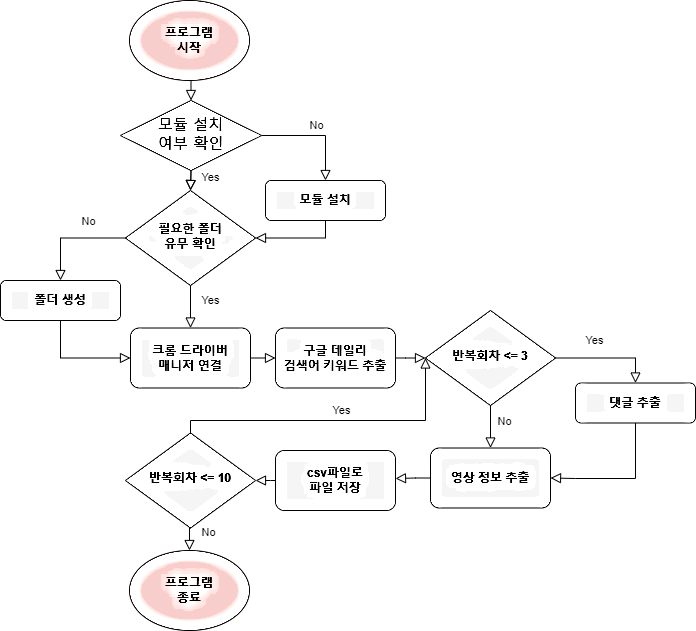 프로그램
시작
모듈 설치
여부 확인
No
Yes
모듈 설치
필요한 폴더
유무 확인
No
Yes
폴더 생성
크롬 드라이버
매니저 연결
구글 데일리
검색어 키워드 추출
반복회차 <= 3
Yes
No
댓글 추출
영상 정보 추출
csv파일로
파일 저장
반복회차 <= 10
Yes
No
프로그램
종료